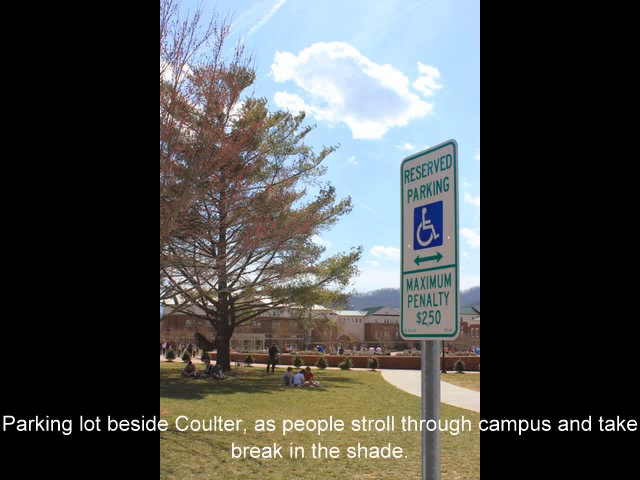 RESERVED
PARKING
MAXIMUM
PENALTY
$250
Parking lot beside Coulter, as people stroll through campus and take
break in the shade.